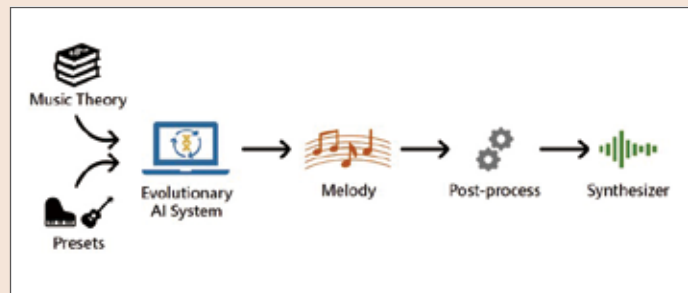 Music Theory
Presets
Evolutionary
AI System
Melody
Post-process
Synthesizer